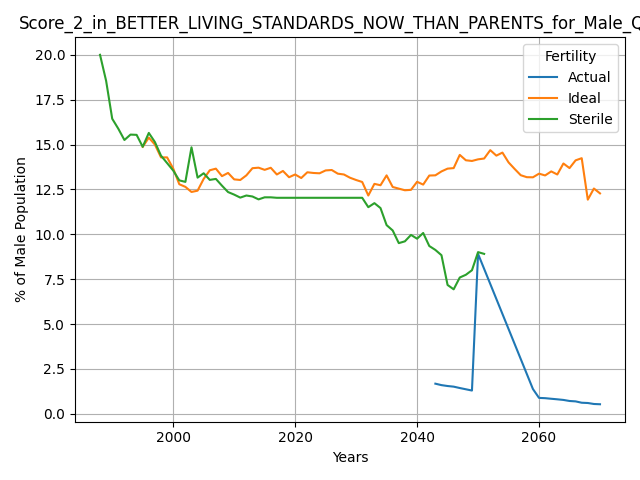 Score_2_in_BETTER_LIVING_STANDARDS_NOW_THAN_PARENTS_for_Male_Q
Fertility
Actual
Ideal
Sterile
% of Male Population
20.0
17.5
15.0
12.5
10.0
7.5
5.0
2.5
0.0
2000 2020 2040 2060
Years